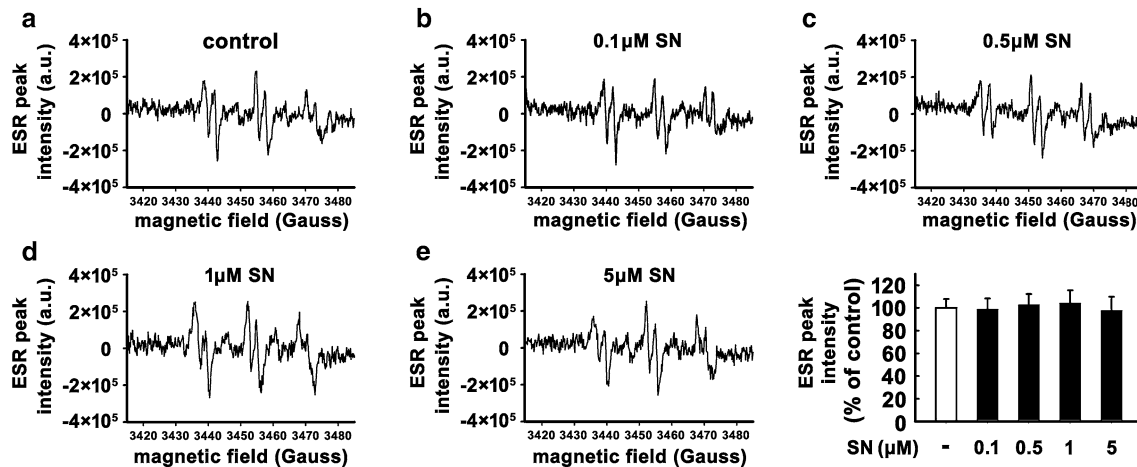 a
control
ESR peak
intensity (a.u.)
4×10⁵
2×10⁵
0
-2×10⁵
-4×10⁵
3420 3430 3440 3450 3460 3470 3480
magnetic field (Gauss)
b
0.1μM SN
ESR peak
intensity (a.u.)
4×10⁵
2×10⁵
0
-2×10⁵
-4×10⁵
3420 3430 3440 3450 3460 3470 3480
magnetic field (Gauss)
c
0.5μM SN
ESR peak
intensity (a.u.)
4×10⁵
2×10⁵
0
-2×10⁵
-4×10⁵
3420 3430 3440 3450 3460 3470 3480
magnetic field (Gauss)
d
1μM SN
ESR peak
intensity (a.u.)
4×10⁵
2×10⁵
0
-2×10⁵
-4×10⁵
3420 3430 3440 3450 3460 3470 3480
magnetic field (Gauss)
e
5μM SN
ESR peak
intensity (a.u.)
4×10⁵
2×10⁵
0
-2×10⁵
-4×10⁵
3420 3430 3440 3450 3460 3470 3480
magnetic field (Gauss)
ESR peak
intensity
(% of control)
120
100
80
60
40
20
0
SN (μM) - 0.1 0.5 1 5